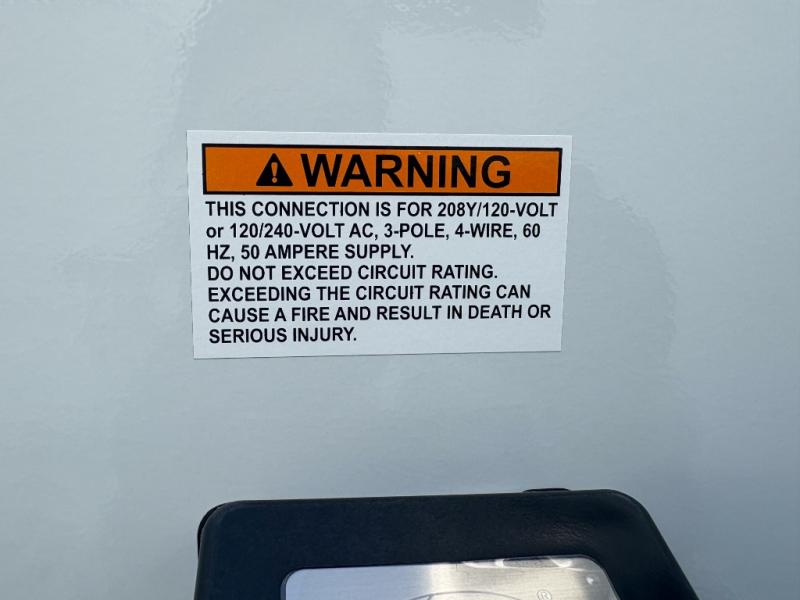 WARNING
THIS CONNECTION IS FOR 208Y/120-VOLT
or 120/240-VOLT AC, 3-POLE, 4-WIRE, 60
HZ, 50 AMPERE SUPPLY.
DO NOT EXCEED CIRCUIT RATING.
EXCEEDING THE CIRCUIT RATING CAN
CAUSE A FIRE AND RESULT IN DEATH OR
SERIOUS INJURY.
®